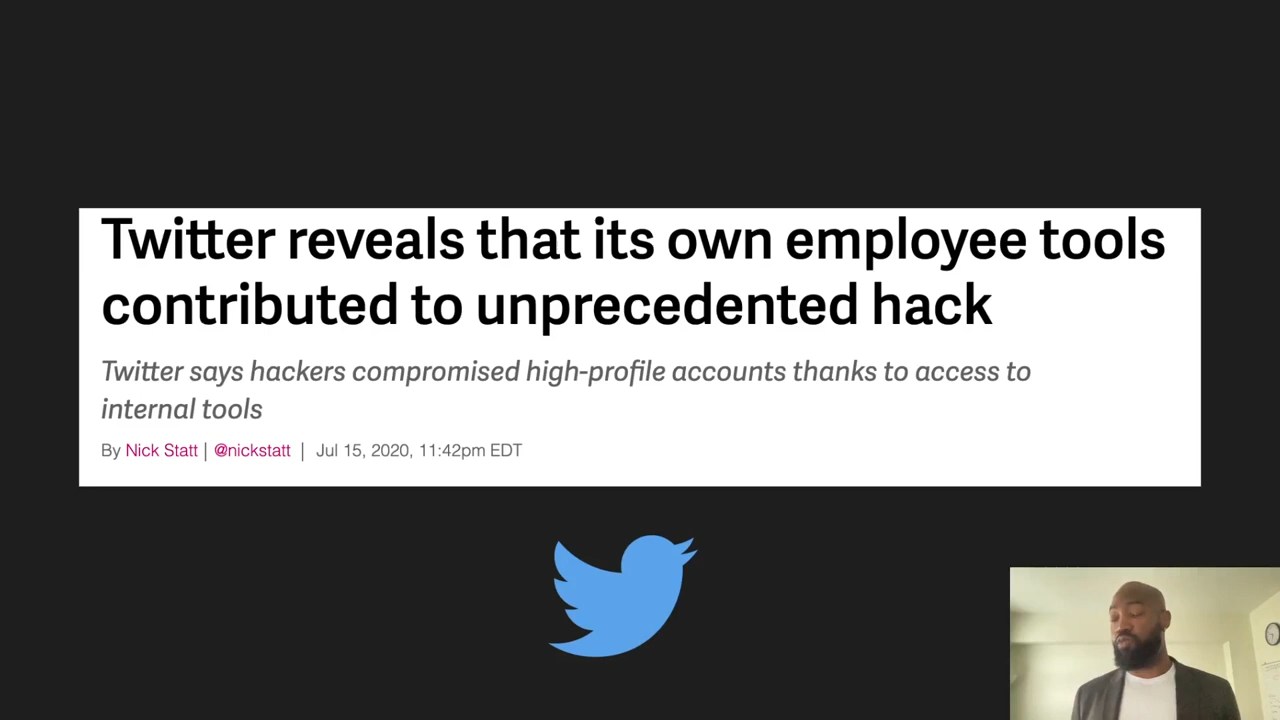 Twitter reveals that its own employee tools
contributed to unprecedented hack
Twitter says hackers compromised high-profile accounts thanks to access to
internal tools
By Nick Statt | @nickstatt | Jul 15, 2020, 11:42pm EDT